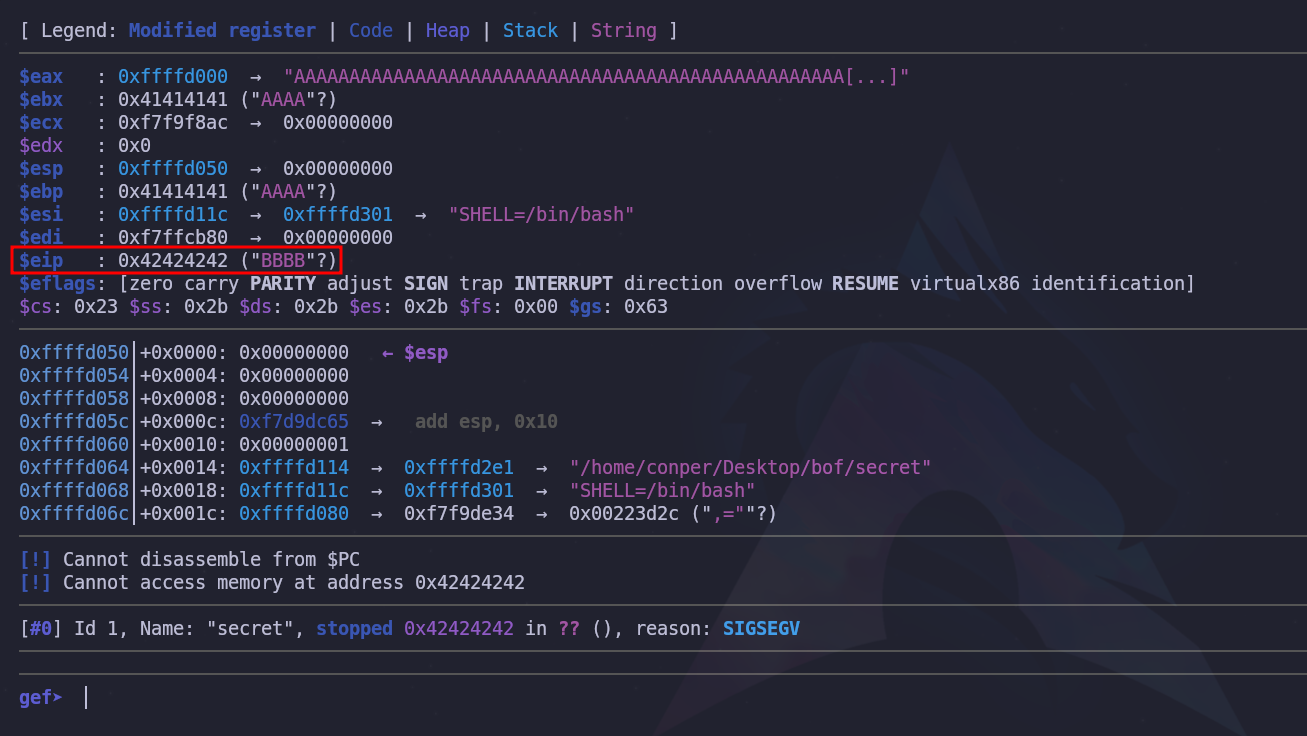 [ Legend: Modified register | Code | Heap | Stack | String ]
$eax   : 0xffffd000  →  "AAAAAAAAAAAAAAAAAAAAAAAAAAAAAAAAAAAAAAAAAAAAAAAAAA[...]"
$ebx   : 0x41414141 ("AAAA"?)
$ecx   : 0xf7f9f8ac  →  0x00000000
$edx   : 0x0
$esp   : 0xffffd050  →  0x00000000
$ebp   : 0x41414141 ("AAAA"?)
$esi   : 0xffffd11c  →  0xffffd301  →  "SHELL=/bin/bash"
$edi   : 0xf7ffcb80  →  0x00000000
$eip   : 0x42424242 ("BBBB"?)
$eflags: [zero carry PARITY adjust SIGN trap INTERRUPT direction overflow RESUME virtualx86 identification]
$cs: 0x23 $ss: 0x2b $ds: 0x2b $es: 0x2b $fs: 0x00 $gs: 0x63
0xffffd050│+0x0000: 0x00000000   ← $esp
0xffffd054│+0x0004: 0x00000000
0xffffd058│+0x0008: 0x00000000
0xffffd05c│+0x000c: 0xf7d9dc65  →   add esp, 0x10
0xffffd060│+0x0010: 0x00000001
0xffffd064│+0x0014: 0xffffd114  →  0xffffd2e1  →  "/home/conper/Desktop/bof/secret"
0xffffd068│+0x0018: 0xffffd11c  →  0xffffd301  →  "SHELL=/bin/bash"
0xffffd06c│+0x001c: 0xffffd080  →  0xf7f9de34  →  0x00223d2c (",=""?)
[!] Cannot disassemble from $PC
[!] Cannot access memory at address 0x42424242
[#0] Id 1, Name: "secret", stopped 0x42424242 in ?? (), reason: SIGSEGV
gef➤